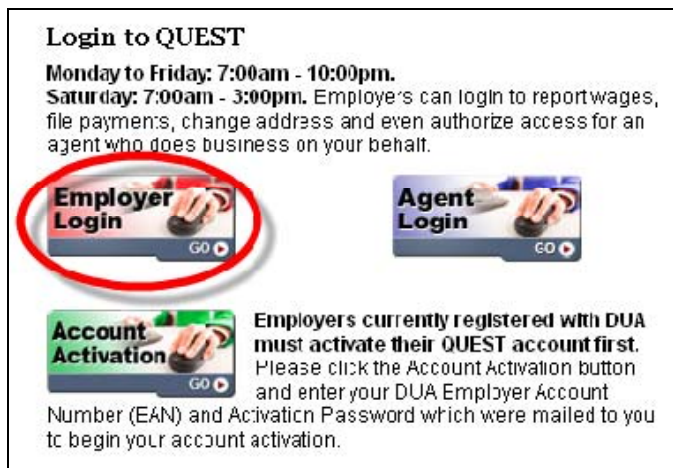 Login to QUEST
Monday to Friday: 7:00am - 10:00pm.
Saturday: 7:00am - 3:00pm. Employers can login to report wages,
file payments, change address and even authorize access for an
agent who does business on your behalf.
Employer
Login
GO
Agent
Login
GO
Account
Activation
GO
Employers currently registered with DUA
must activate their QUEST account first.
Please click the Account Activation button
and enter your DUA Employer Account
Number (EAN) and Activation Password which were mailed to you
to begin your account activation.